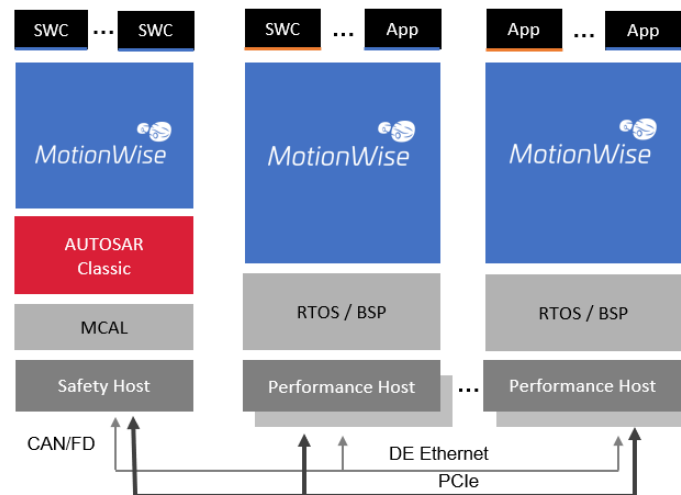 SWC ... SWC
SWC ... App
App ... App
MotionWise
MotionWise
MotionWise
AUTOSAR
Classic
RTOS / BSP
RTOS / BSP
MCAL
Safety Host
Performance Host
...
Performance Host
CAN/FD
DE Ethernet
PCIe